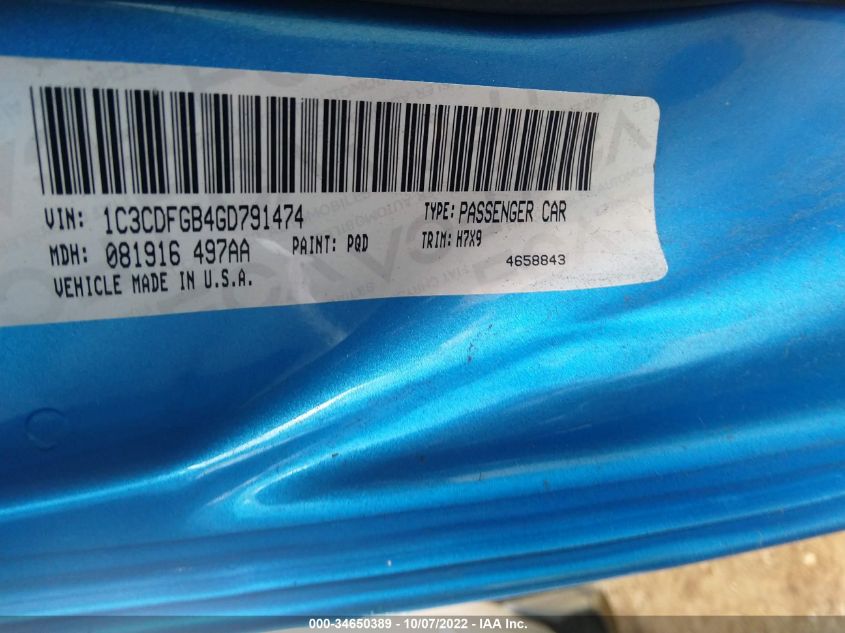 VIN: 1C3CDFGB4GD791474 TYPE: PASSENGER CAR
MDH: 081916 497AA PAINT: PQD TRIM: H7X9
VEHICLE MADE IN U.S.A. 4658843
000-34650389 - 10/07/2022 - IAA Inc.